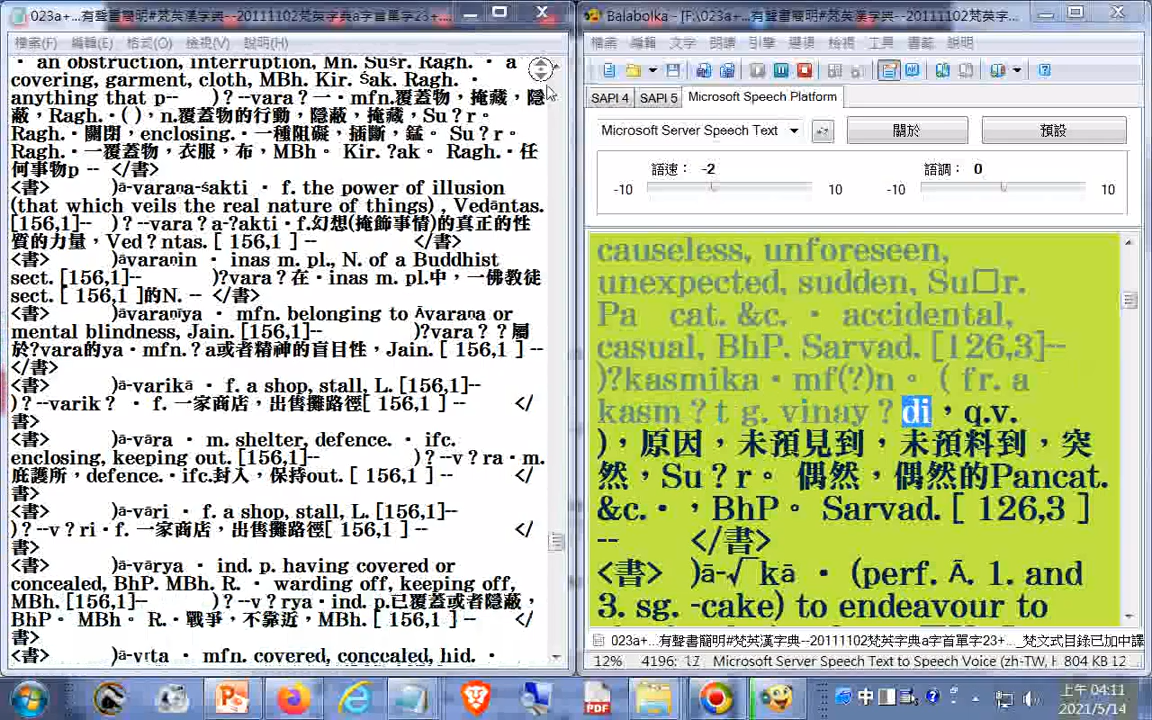 023a+...有聲書簡明#梵英漢字典--20111102梵英字典a字首單字23+...
檔案(F) 編輯(E) 格式(O) 檢視(V) 說明(H)
· an obstruction, interruption, Mn. Suśr. Ragh. · a
covering, garment, cloth, MBh. Kir. Śak. Ragh. ·
anything that p-- )?--vara?一·mfn.覆蓋物,掩藏,隱
蔽, Ragh.·( ), n.覆蓋物的行動,隱蔽,掩藏, Su?r。
Ragh.·關閉, enclosing.·一種阻礙,插斷,錳。 Su?r。
Ragh.·一覆蓋物,衣服,布, MBh。 Kir. ?ak。 Ragh.·任
何事物p -- </書>
<書> )ā-varaṇa-śakti · f. the power of illusion
(that which veils the real nature of things) , Vedāntas.
[156,1]-- )?--vara?a-?akti·f.幻想(掩飾事情)的真正的性
質的力量, Ved?ntas. [ 156,1 ] -- </書>
<書> )āvaraṇin · inas m. pl., N. of a Buddhist
sect. [156,1]-- )?vara?在·inas m. pl.中,一佛教徒
sect. [ 156,1 ]的N. -- </書>
<書> )āvaraṇīya · mfn. belonging to Āvaraṇa or
mental blindness, Jain. [156,1]-- )?vara??屬
於?vara的ya·mfn.?a或者精神的盲目性, Jain. [ 156,1 ] --
</書>
<書> )ā-varikā · f. a shop, stall, L. [156,1]--
)?--varik? · f. 一家商店,出售攤路徑[ 156,1 ] -- </
書>
<書> )ā-vāra · m. shelter, defence. · ifc.
enclosing, keeping out. [156,1]-- )?--v?ra·m.
庇護所, defence.·ifc.封入,保持out. [ 156,1 ] -- </
書>
<書> )ā-vāri · f. a shop, stall, L. [156,1]--
)?--v?ri·f. 一家商店,出售攤路徑[ 156,1 ] -- </
書>
<書> )ā-vārya · ind. p. having covered or
concealed, BhP. MBh. R. · warding off, keeping off,
MBh. [156,1]-- )?--v?rya·ind. p.已覆蓋或者隱蔽,
BhP。 MBh。 R.·戰爭,不靠近, MBh. [ 156,1 ] -- </
書>
<書> )ā-vṛta · mfn. covered, concealed, hid. ·
Balabolka - [F:\023a+...有聲書簡明#梵英漢字典--20111102梵英字...
檔案 編輯 文字 朗讀 引擎 選項 檢視 工具 書籤 說明
SAPI 4 SAPI 5 Microsoft Speech Platform
Microsoft Server Speech Text 關於 預設
語速: -2 語調: 0
-10 10 -10 10
causeless, unforeseen,
unexpected, sudden, Su□r.
Pa cat. &c. · accidental,
casual, BhP. Sarvad. [126,3]--
)?kasmika·mf(?)n。 ( fr. a
kasm?t g. vinay?di, q.v.
),原因,未預見到,未預料到,突
然, Su?r。 偶然,偶然的Pancat.
&c.·, BhP。 Sarvad. [ 126,3 ]
-- </書>
<書> )ā-√kā · (perf. Ā. 1. and
3. sg. -cake) to endeavour to
023a+...有聲書簡明#梵英漢字典--20111102梵英字典a字首單字23+..._梵文式目錄已加中譯
12% 4196: 17 Microsoft Server Speech Text to Speech Voice (zh-TW, H 804 KB 12
中
PDF
上午 04:11
2021/5/14